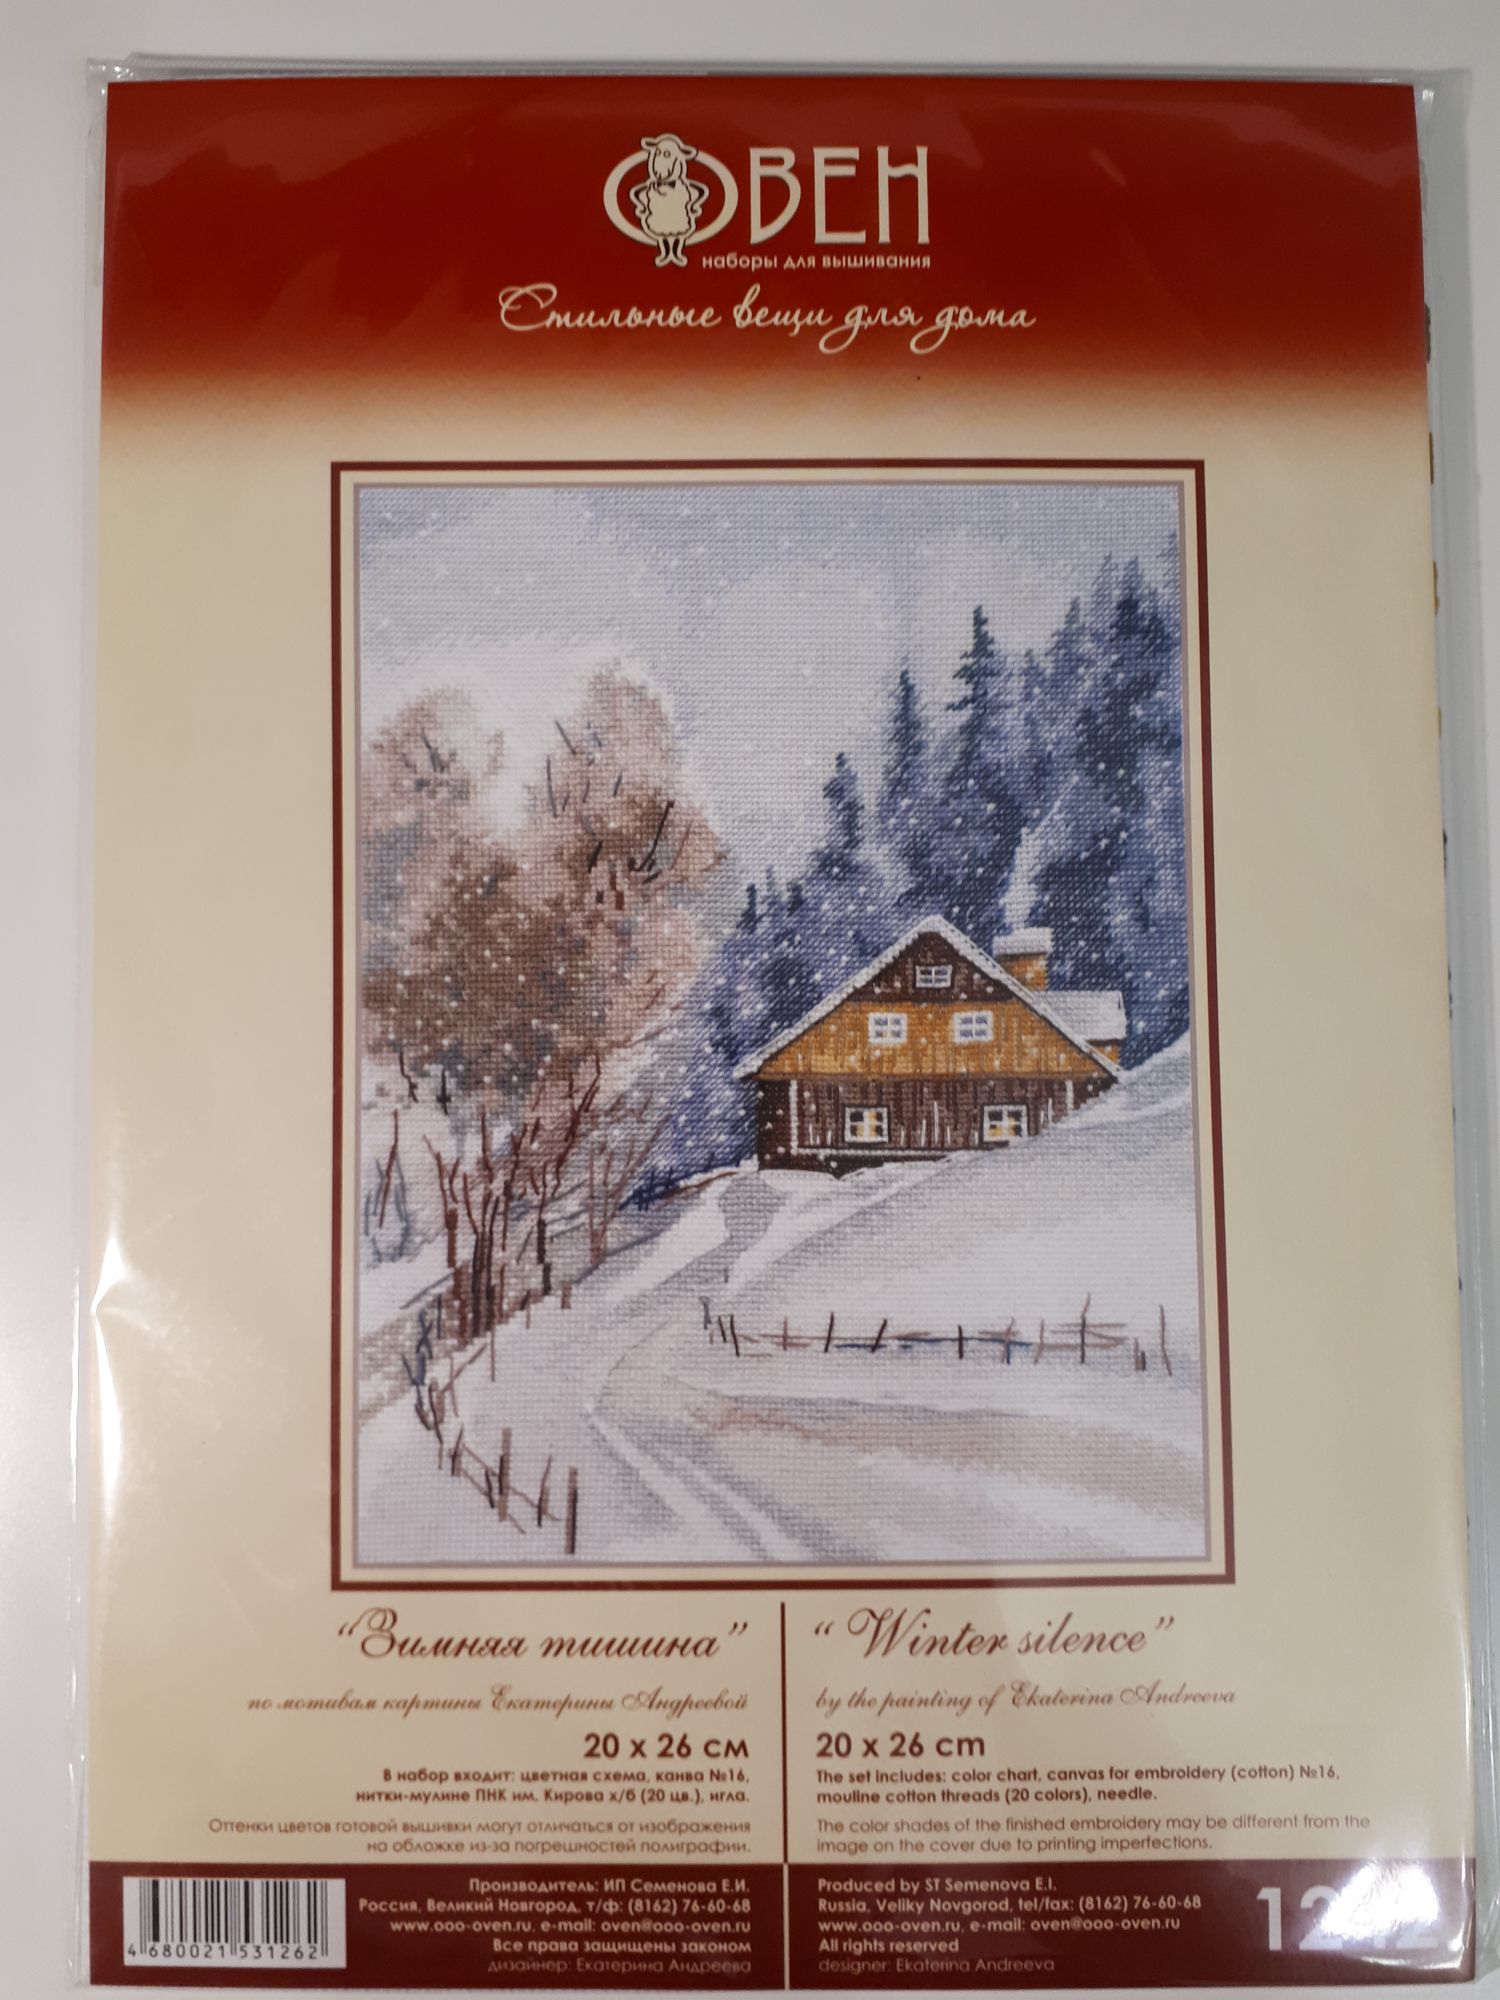 ОВЕН
наборы для вышивания
Стильные вещи для дома
“Зимняя тишина”
по мотивам картины Екатерины Андреевой
20 х 26 см
В набор входит: цветная схема, канва №16,
нитки-мулине ПНК им. Кирова х/б (20 цв.), игла.
Оттенки цветов готовой вышивки могут отличаться от изображения
на обложке из-за погрешностей полиграфии.
“ Winter silence”
by the painting of Ekaterina Andreeva
20 x 26 cm
The set includes: color chart, canvas for embroidery (cotton) №16,
mouline cotton threads (20 colors), needle.
The color shades of the finished embroidery may be different from the
image on the cover due to printing imperfections.
4 680021 531262
Производитель: ИП Семенова Е.И.
Россия, Великий Новгород, т/ф: (8162) 76-60-68
www.ooo-oven.ru, e-mail: oven@ooo-oven.ru
Все права защищены законом
дизайнер: Екатерина Андреева
Produced by ST Semenova E.I.
Russia, Veliky Novgorod, tel/fax: (8162) 76-60-68
www.ooo-oven.ru, e-mail: oven@ooo-oven.ru
All rights reserved
designer: Ekaterina Andreeva